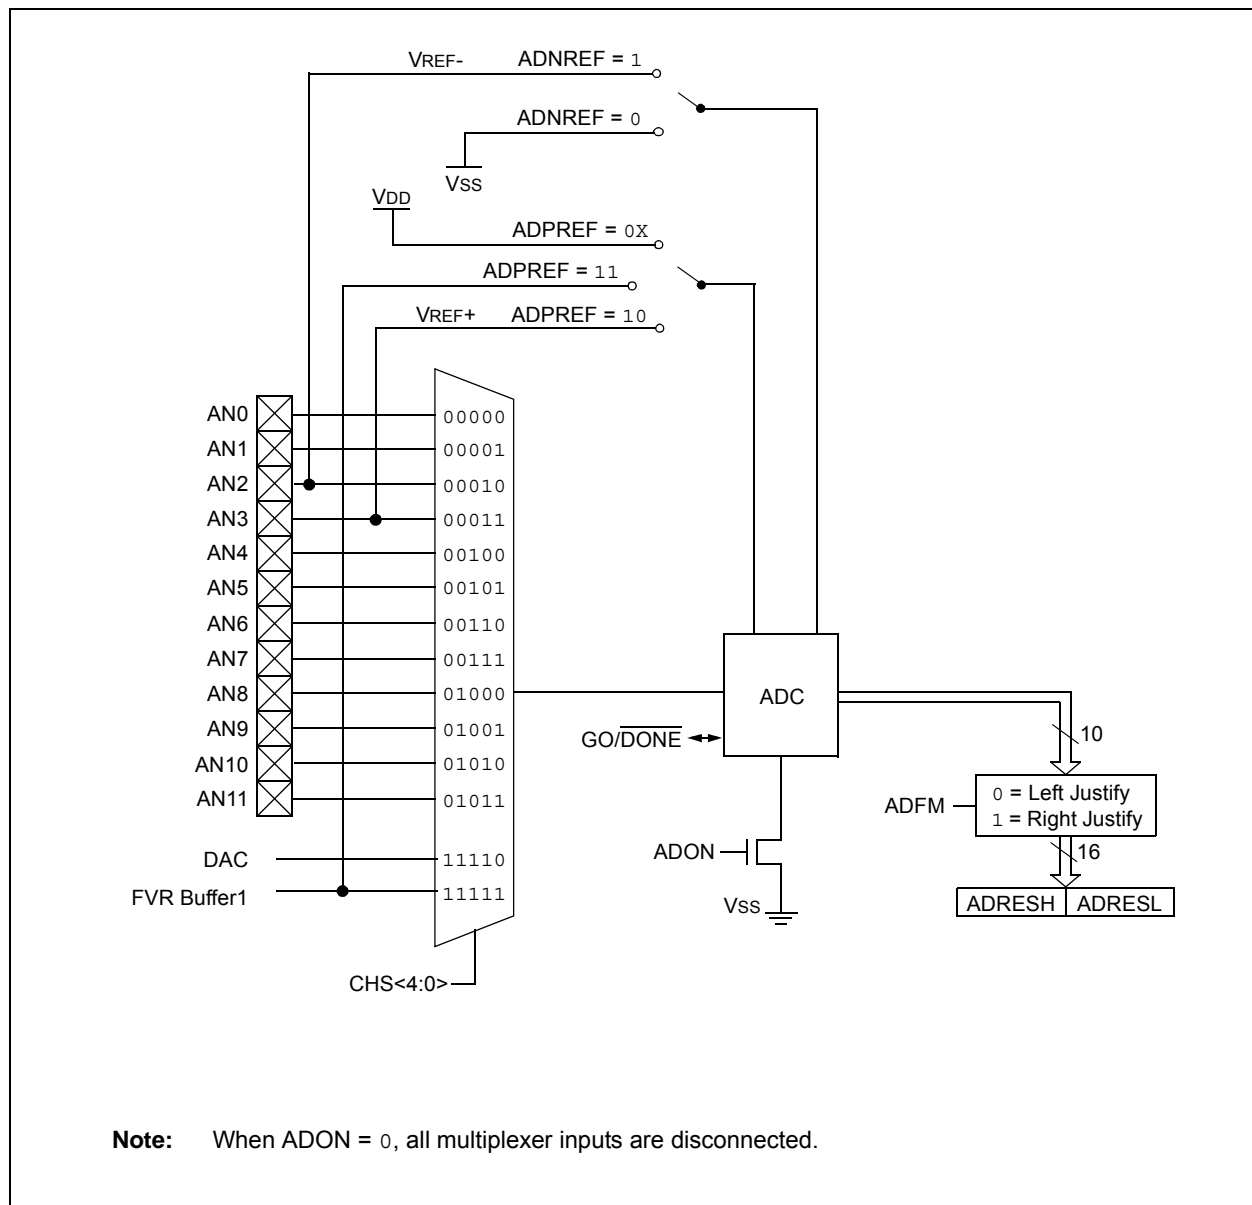 VREF- ADNREF = 1
ADNREF = 0
VSS
VDD
ADPREF = 0X
ADPREF = 11
VREF+ ADPREF = 10
AN0 00000
AN1 00001
AN2 00010
AN3 00011
AN4 00100
AN5 00101
AN6 00110
AN7 00111
AN8 01000
AN9 01001
AN10 01010
AN11 01011
DAC 11110
FVR Buffer1 11111
CHS<4:0>
ADC
GO/DONE
ADON
VSS
10
ADFM
0 = Left Justify
1 = Right Justify
16
ADRESH ADRESL
Note: When ADON = 0, all multiplexer inputs are disconnected.